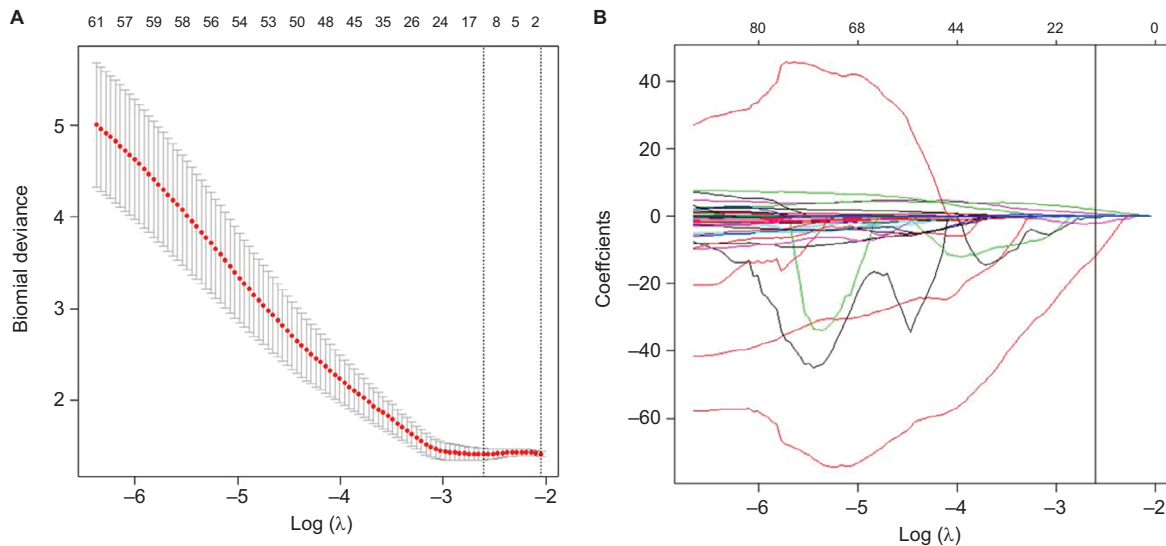 A
61 57 59 58 56 54 53 50 48 45 35 26 24 17 8 5 2
5
4
3
2
Biomial deviance
–6 –5 –4 –3 –2
Log (λ)
B
80 68 44 22 0
40
20
0
–20
–40
–60
Coeffcients
–6 –5 –4 –3 –2
Log (λ)